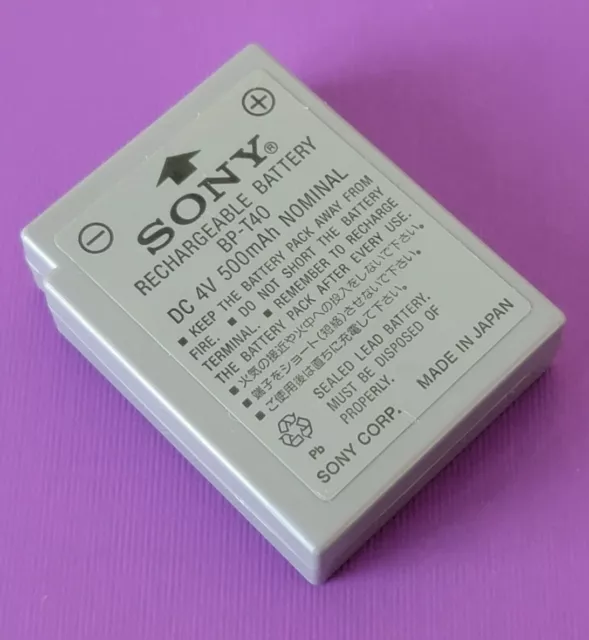 +
−
SONY®
RECHARGEABLE BATTERY
BP-T40
DC 4V 500mAh NOMINAL
■ KEEP THE BATTERY PACK AWAY FROM
FIRE. ■ DO NOT SHORT THE BATTERY
TERMINAL. ■ REMEMBER TO RECHARGE
THE BATTERY PACK AFTER EVERY USE.
■ 火気の接近や火中への投入をしないで下さい。
■ 端子をショート(短絡)させないで下さい。
■ ご使用後は直ちに充電して下さい。
SEALED LEAD BATTERY.
MUST BE DISPOSED OF
PROPERLY.
Pb
SONY CORP. MADE IN JAPAN